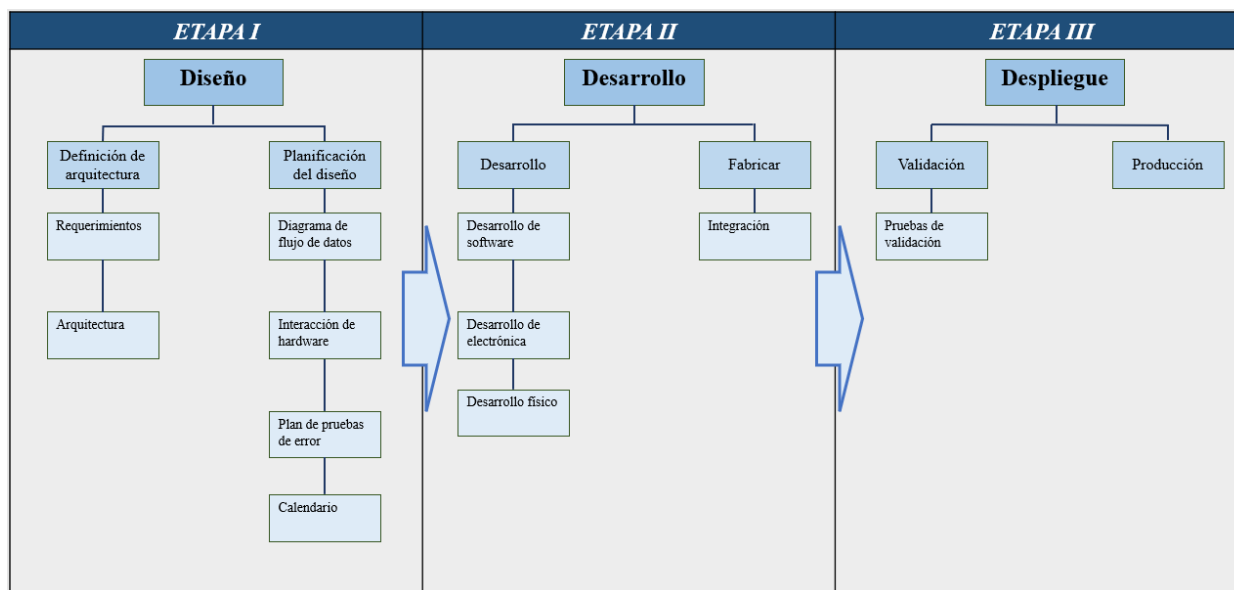 ETAPA I
Diseño
Definición de
arquitectura
Requerimientos
Arquitectura
Planificación
del diseño
Diagrama de
flujo de datos
Interacción de
hardware
Plan de pruebas
de error
Calendario
ETAPA II
Desarrollo
Desarrollo
Desarrollo de
software
Desarrollo de
electrónica
Desarrollo físico
Fabricar
Integración
ETAPA III
Despliegue
Validación
Pruebas de
validación
Producción